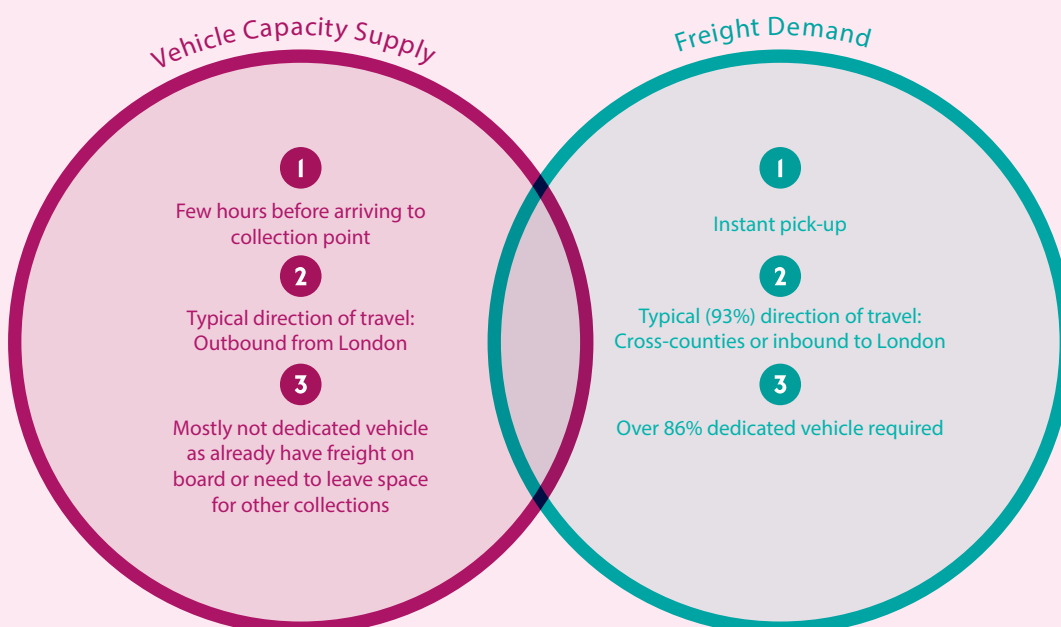 Vehicle Capacity Supply
1
Few hours before arriving to
collection point
2
Typical direction of travel:
Outbound from London
3
Mostly not dedicated vehicle
as already have freight on
board or need to leave space
for other collections
Freight Demand
1
Instant pick-up
2
Typical (93%) direction of travel:
Cross-counties or inbound to London
3
Over 86% dedicated vehicle required